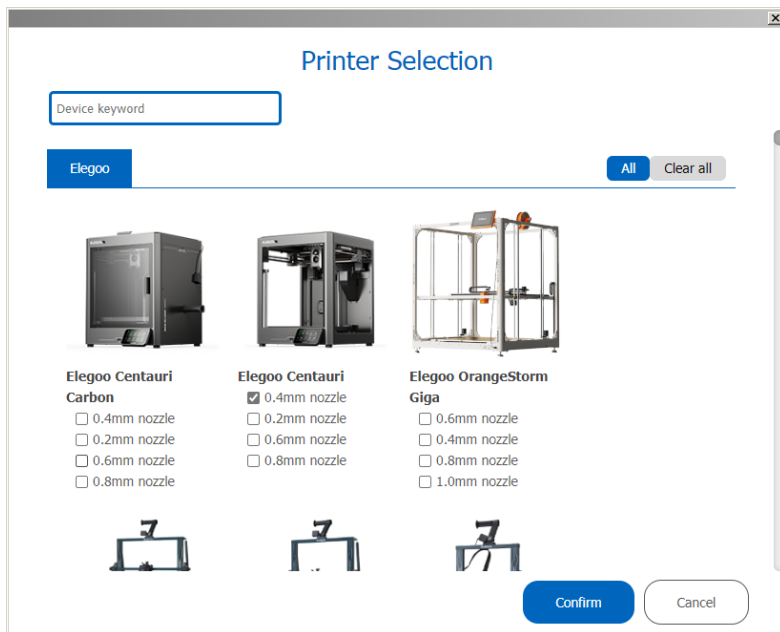 Printer Selection
Device keyword
Elegoo
All
Clear all
Elegoo Centauri
Carbon
0.4mm nozzle
0.2mm nozzle
0.6mm nozzle
0.8mm nozzle
Elegoo Centauri
0.4mm nozzle
0.2mm nozzle
0.6mm nozzle
0.8mm nozzle
Elegoo OrangeStorm
Giga
0.6mm nozzle
0.4mm nozzle
0.8mm nozzle
1.0mm nozzle
Confirm
Cancel